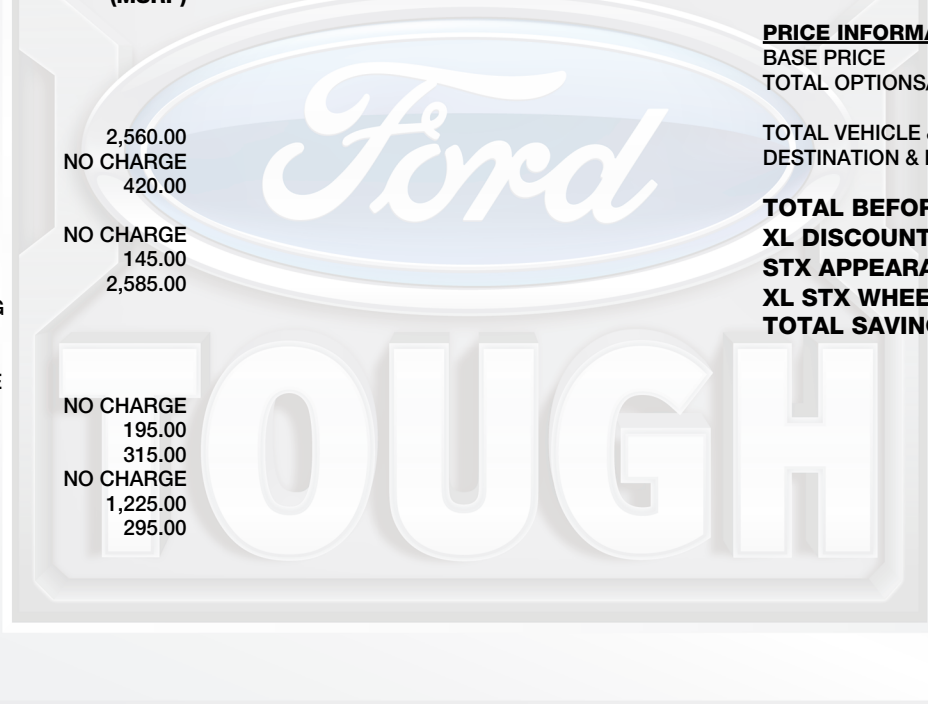 (MSRP)
2,560.00
NO CHARGE
420.00
NO CHARGE
145.00
2,585.00
NO CHARGE
195.00
315.00
NO CHARGE
1,225.00
295.00
Ford
TOUGH
PRICE INFORMA
BASE PRICE
TOTAL OPTIONS/
TOTAL VEHICLE &
DESTINATION &
TOTAL BEFOR
XL DISCOUNT
STX APPEARA
XL STX WHEE
TOTAL SAVIN